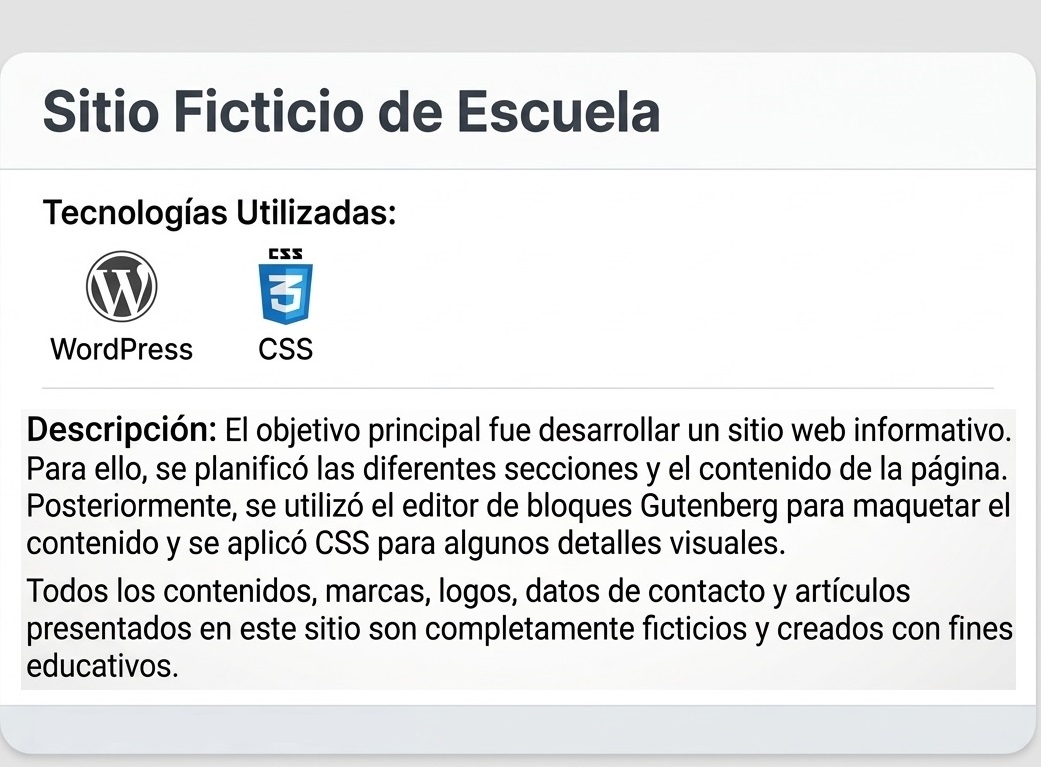 Sitio Ficticio de Escuela
Tecnologías Utilizadas:
CSS
WordPress
CSS
Descripción: El objetivo principal fue desarrollar un sitio web informativo.
Para ello, se planificó las diferentes secciones y el contenido de la página.
Posteriormente, se utilizó el editor de bloques Gutenberg para maquetar el
contenido y se aplicó CSS para algunos detalles visuales.
Todos los contenidos, marcas, logos, datos de contacto y artículos
presentados en este sitio son completamente ficticios y creados con fines
educativos.